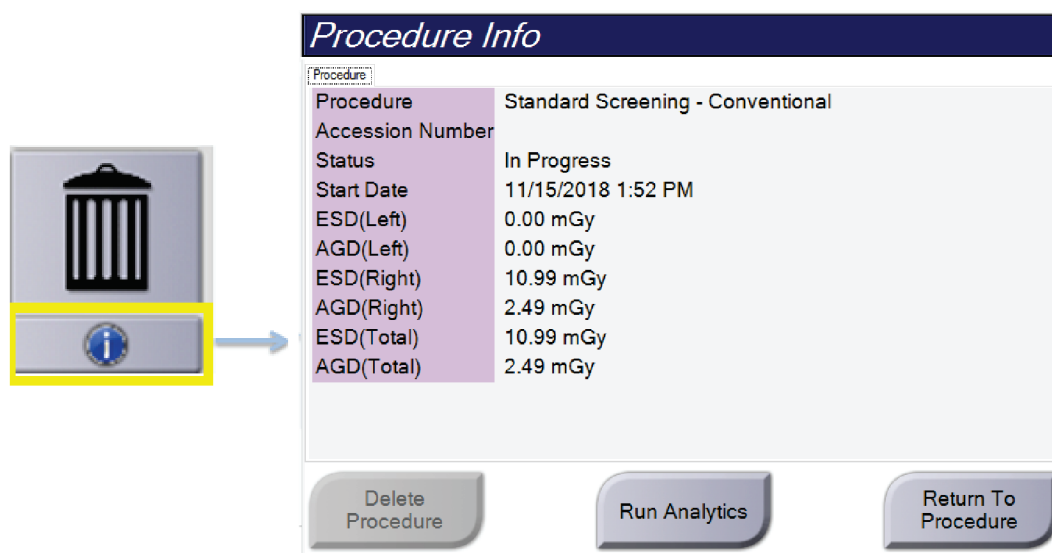 Procedure Info
Procedure
Procedure Standard Screening - Conventional
Accession Number
Status In Progress
Start Date 11/15/2018 1:52 PM
ESD(Left) 0.00 mGy
AGD(Left) 0.00 mGy
ESD(Right) 10.99 mGy
AGD(Right) 2.49 mGy
ESD(Total) 10.99 mGy
AGD(Total) 2.49 mGy
i
Delete
Procedure
Run Analytics
Return To
Procedure